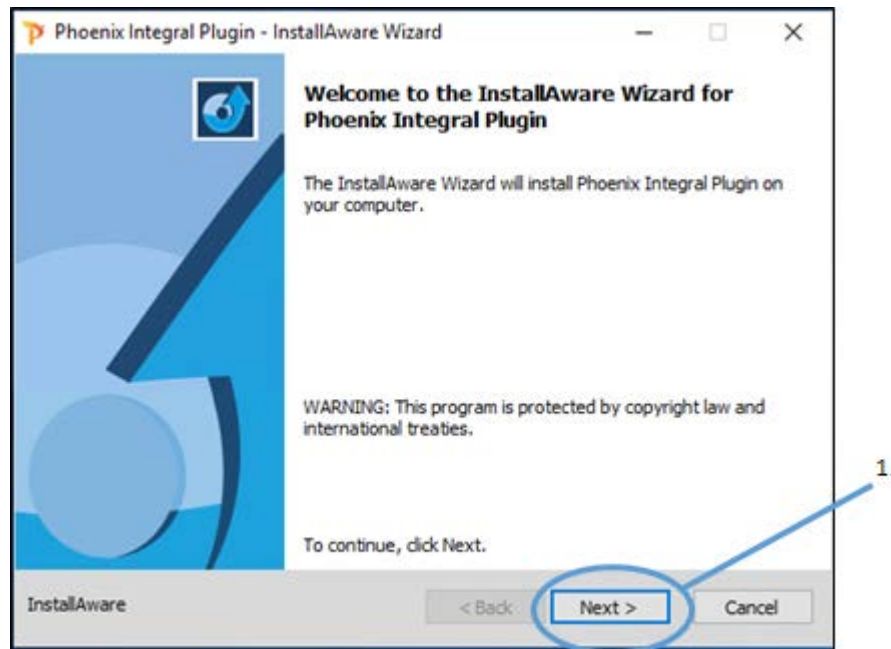 Phoenix Integral Plugin - InstallAware Wizard
Welcome to the InstallAware Wizard for
Phoenix Integral Plugin
The InstallAware Wizard will install Phoenix Integral Plugin on
your computer.
WARNING: This program is protected by copyright law and
international treaties.
To continue, click Next.
1
InstallAware
< Back
Next >
Cancel